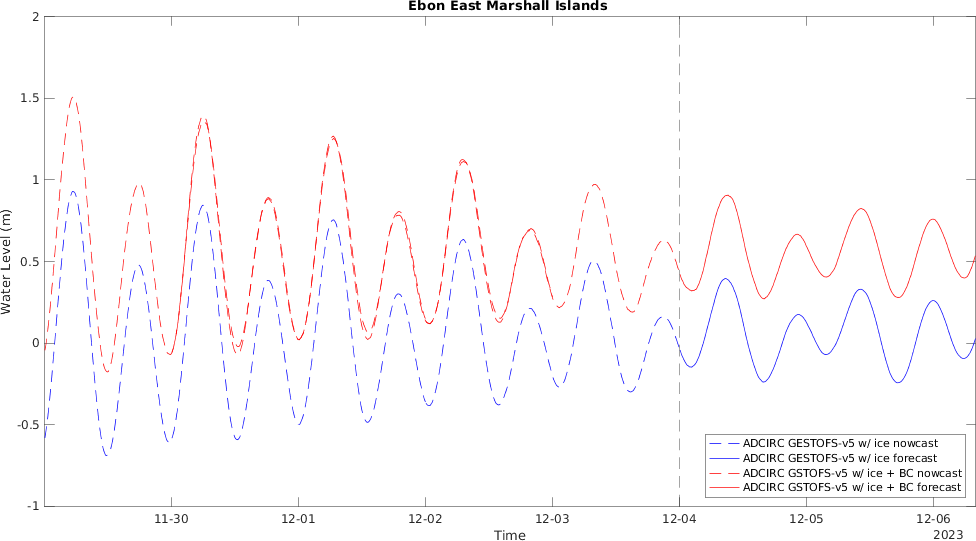 Ebon East Marshall Islands
Water Level (m)
2
1.5
1
0.5
0
-0.5
-1
11-30
12-01
12-02
12-03
12-04
12-05
12-06
Time
2023
ADCIRC GESTOFS-v5 w/ ice nowcast
ADCIRC GESTOFS-v5 w/ ice forecast
ADCIRC GSTOFS-v5 w/ ice + BC nowcast
ADCIRC GSTOFS-v5 w/ ice + BC forecast